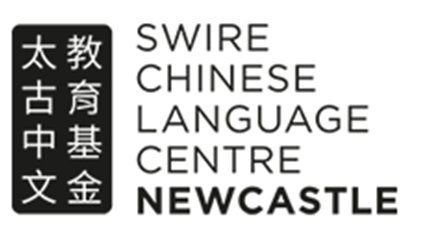 太古中文
教育基金
SWIRE
CHINESE
LANGUAGE
CENTRE
NEWCASTLE